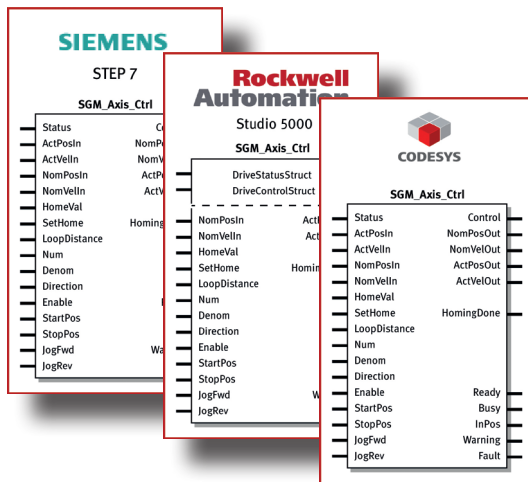 SIEMENS
STEP 7
SGM_Axis_Ctrl
Status
ActPosIn
ActVelIn
NomPosIn
NomVelIn
HomeVal
SetHome Homing
LoopDistance
Num
Denom
Direction
Enable
StartPos
StopPos
JogFwd
JogRev
Rockwell
Automation
Studio 5000
SGM_Axis_Ctrl
DriveStatusStruct
DriveControlStruct
NomPosIn
NomVelIn
HomeVal
SetHome
LoopDistance
Num
Denom
Direction
Enable
StartPos
StopPos
JogFwd
JogRev
CODESYS
SGM_Axis_Ctrl
Status Control
ActPosIn NomPosOut
ActVelIn NomVelOut
NomPosIn ActPosOut
NomVelIn ActVelOut
HomeVal
SetHome HomingDone
LoopDistance
Num
Denom
Direction
Enable Ready
StartPos Busy
StopPos InPos
JogFwd Warning
JogRev Fault